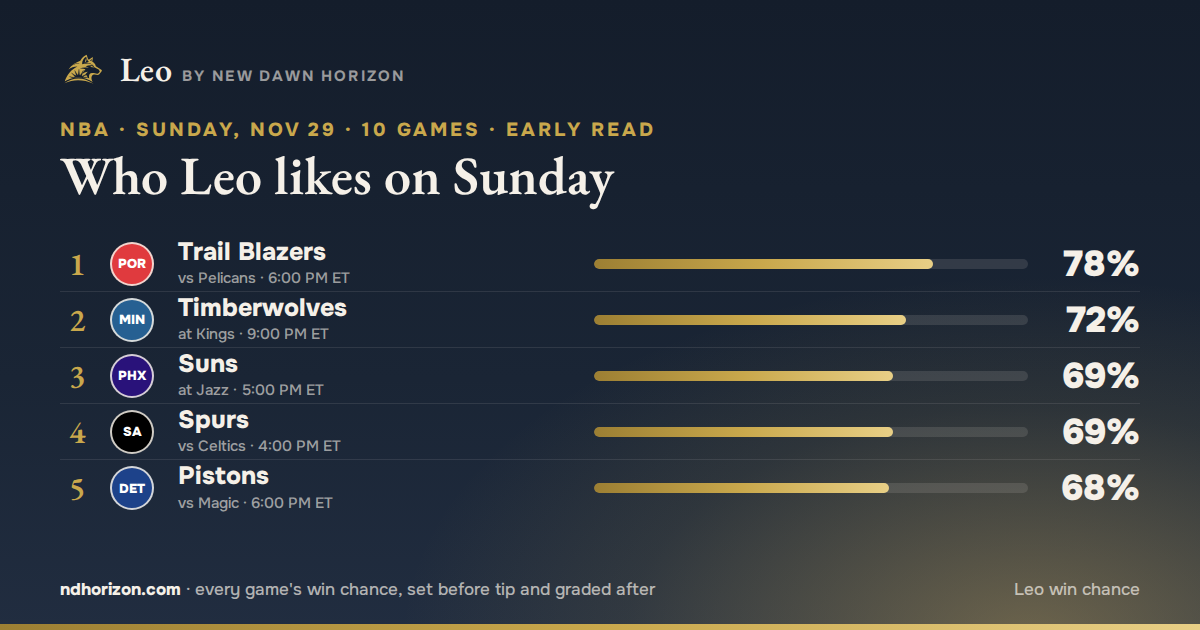 Leo BY NEW DAWN HORIZON
NBA · SUNDAY, NOV 29 · 10 GAMES · EARLY READ
Who Leo likes on Sunday
1 POR Trail Blazers 78%
vs Pelicans · 6:00 PM ET
2 MIN Timberwolves 72%
at Kings · 9:00 PM ET
3 PHX Suns 69%
at Jazz · 5:00 PM ET
4 SA Spurs 69%
vs Celtics · 4:00 PM ET
5 DET Pistons 68%
vs Magic · 6:00 PM ET
ndhorizon.com · every game's win chance, set before tip and graded after Leo win chance